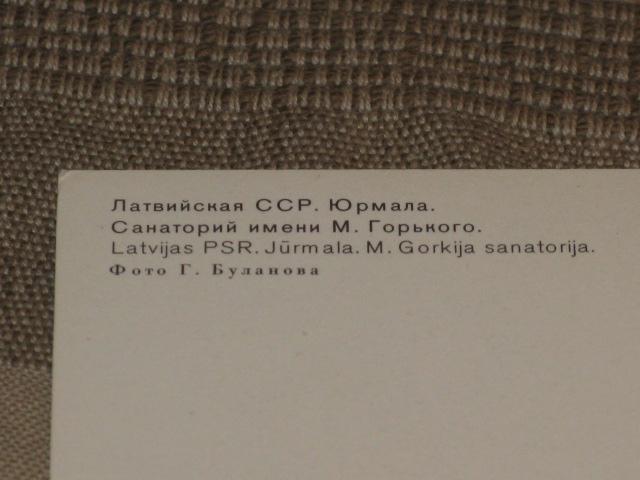 Латвийская ССР. Юрмала.
Санаторий имени М. Горького.
Latvijas PSR. Jūrmala. M. Gorkija sanatorija.
Фото Г. Буланова